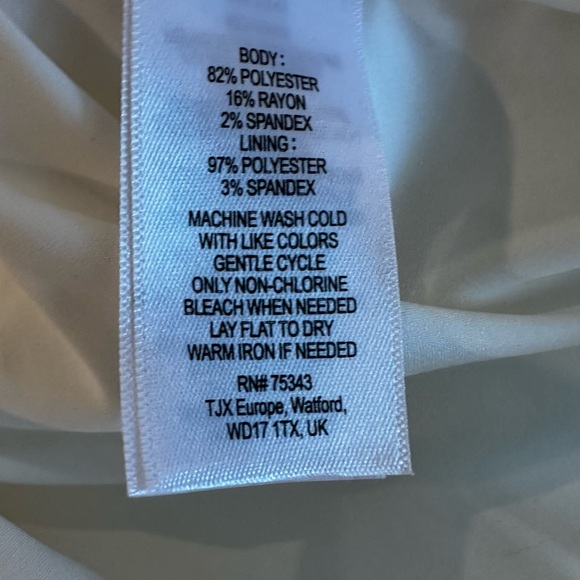 BODY:
82% POLYESTER
16% RAYON
2% SPANDEX
LINING:
97% POLYESTER
3% SPANDEX
MACHINE WASH COLD
WITH LIKE COLORS
GENTLE CYCLE
ONLY NON-CHLORINE
BLEACH WHEN NEEDED
LAY FLAT TO DRY
WARM IRON IF NEEDED
RN# 75343
TJX Europe, Watford,
WD17 1TX, UK